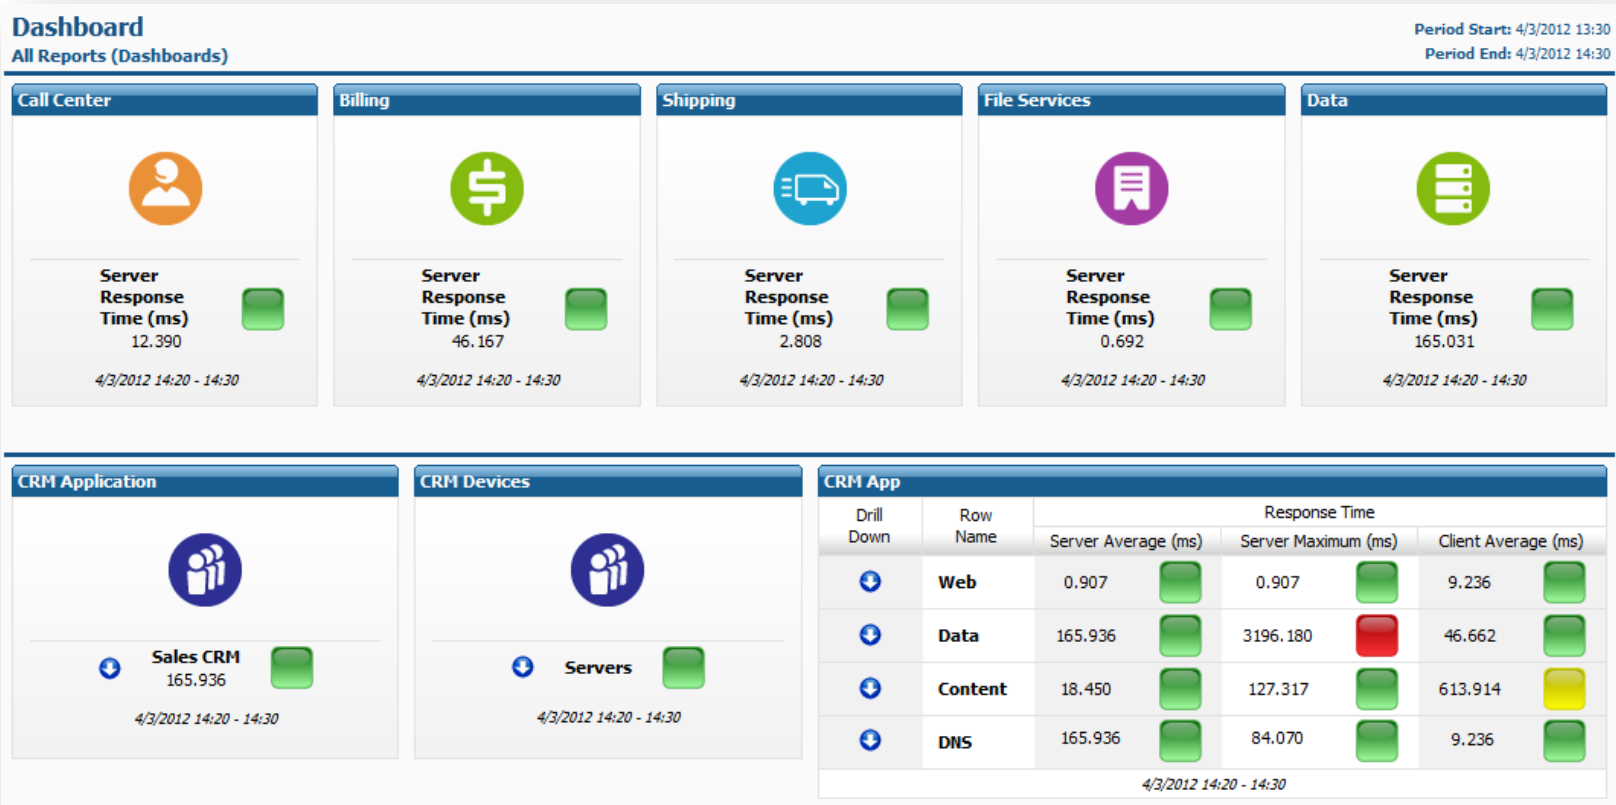 Dashboard
All Reports (Dashboards)
Period Start: 4/3/2012 13:30
Period End: 4/3/2012 14:30
Call Center
Server
Response
Time (ms)
12.390
4/3/2012 14:20 - 14:30
Billing
Server
Response
Time (ms)
46.167
4/3/2012 14:20 - 14:30
Shipping
Server
Response
Time (ms)
2.808
4/3/2012 14:20 - 14:30
File Services
Server
Response
Time (ms)
0.692
4/3/2012 14:20 - 14:30
Data
Server
Response
Time (ms)
165.031
4/3/2012 14:20 - 14:30
CRM Application
Sales CRM
165.936
4/3/2012 14:20 - 14:30
CRM Devices
Servers
4/3/2012 14:20 - 14:30
CRM App
Drill
Down
Row
Name
Response Time
Server Average (ms) Server Maximum (ms) Client Average (ms)
Web 0.907 0.907 9.236
Data 165.936 3196.180 46.662
Content 18.450 127.317 613.914
DNS 165.936 84.070 9.236
4/3/2012 14:20 - 14:30